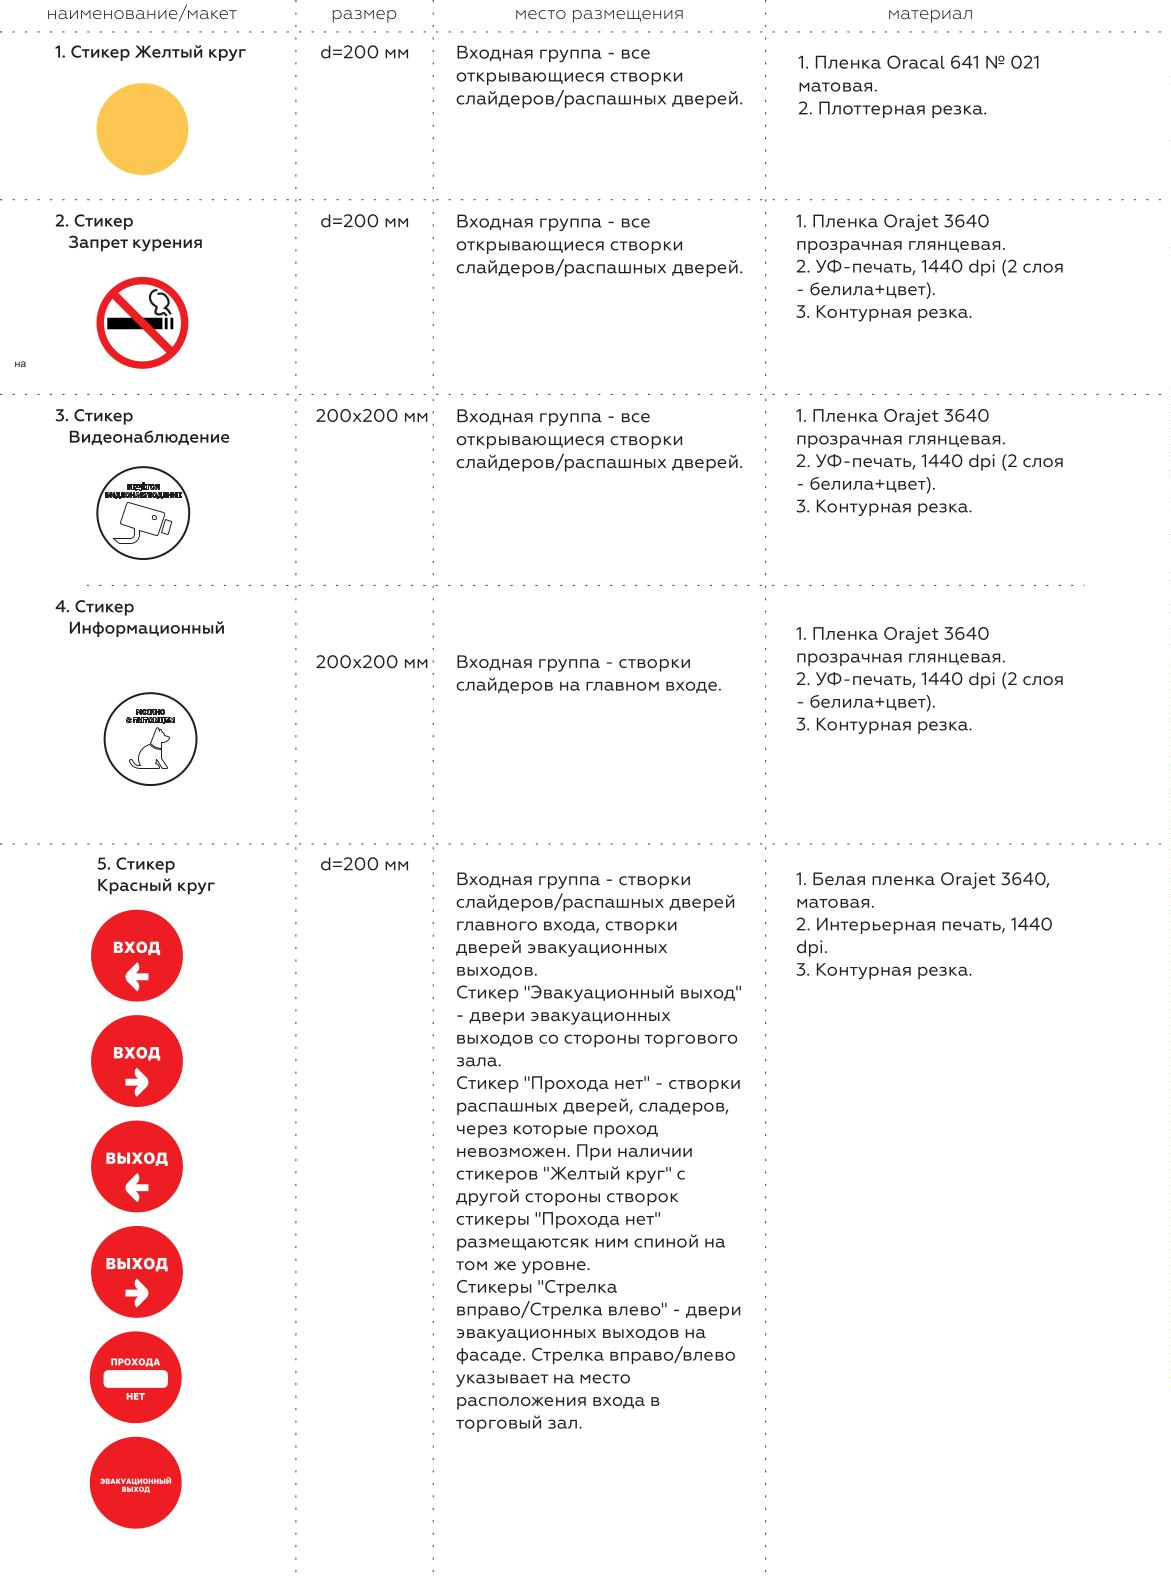 наименование/макет
размер
место размещения
материал
1. Стикер Желтый круг
d=200 мм
Входная группа - все
открывающиеся створки
слайдеров/распашных дверей.
1. Пленка Oracal 641 № 021
матовая.
2. Плоттерная резка.
2. Стикер
Запрет курения
d=200 мм
Входная группа - все
открывающиеся створки
слайдеров/распашных дверей.
1. Пленка Orajet 3640
прозрачная глянцевая.
2. УФ-печать, 1440 dpi (2 слоя
- белила+цвет).
3. Контурная резка.
на
3. Стикер
Видеонаблюдение
ВЕДЁТСЯ
ВИДЕОНАБЛЮДЕНИЕ
200x200 мм
Входная группа - все
открывающиеся створки
слайдеров/распашных дверей.
1. Пленка Orajet 3640
прозрачная глянцевая.
2. УФ-печать, 1440 dpi (2 слоя
- белила+цвет).
3. Контурная резка.
4. Стикер
Информационный
МОЖНО
С ПИТОМЦЕМ
200x200 мм
Входная группа - створки
слайдеров на главном входе.
1. Пленка Orajet 3640
прозрачная глянцевая.
2. УФ-печать, 1440 dpi (2 слоя
- белила+цвет).
3. Контурная резка.
5. Стикер
Красный круг
ВХОД
ВХОД
ВЫХОД
ВЫХОД
ПРОХОДА
НЕТ
ЭВАКУАЦИОННЫЙ
ВЫХОД
d=200 мм
Входная группа - створки
слайдеров/распашных дверей
главного входа, створки
дверей эвакуационных
выходов.
Стикер "Эвакуационный выход"
- двери эвакуационных
выходов со стороны торгового
зала.
Стикер "Прохода нет" - створки
распашных дверей, сладеров,
через которые проход
невозможен. При наличии
стикеров "Желтый круг" с
другой стороны створок
стикеры "Прохода нет"
размещаютсяк ним спиной на
том же уровне.
Стикеры "Стрелка
вправо/Стрелка влево" - двери
эвакуационных выходов на
фасаде. Стрелка вправо/влево
указывает на место
расположения входа в
торговый зал.
1. Белая пленка Orajet 3640,
матовая.
2. Интерьерная печать, 1440
dpi.
3. Контурная резка.